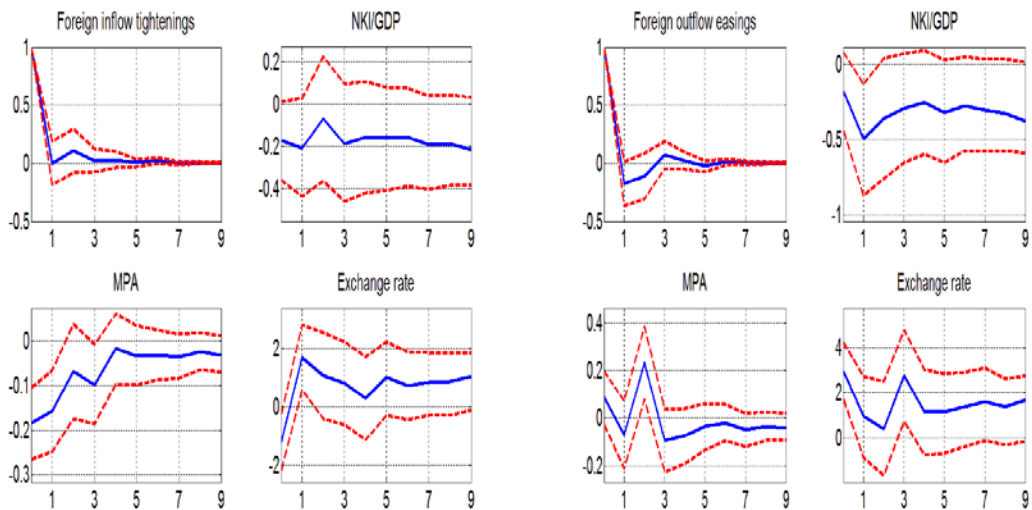 Foreign inflow tightenings
NKI/GDP
Foreign outflow easings
NKI/GDP
1
0.5
0
-0.5
1 3 5 7 9
0.2
0
-0.2
-0.4
1 3 5 7 9
1
0.5
0
-0.5
1 3 5 7 9
0
-0.5
-1
1 3 5 7 9
MPA
Exchange rate
MPA
Exchange rate
0
-0.1
-0.2
-0.3
1 3 5 7 9
2
0
-2
1 3 5 7 9
0.4
0.2
0
-0.2
1 3 5 7 9
4
2
0
1 3 5 7 9